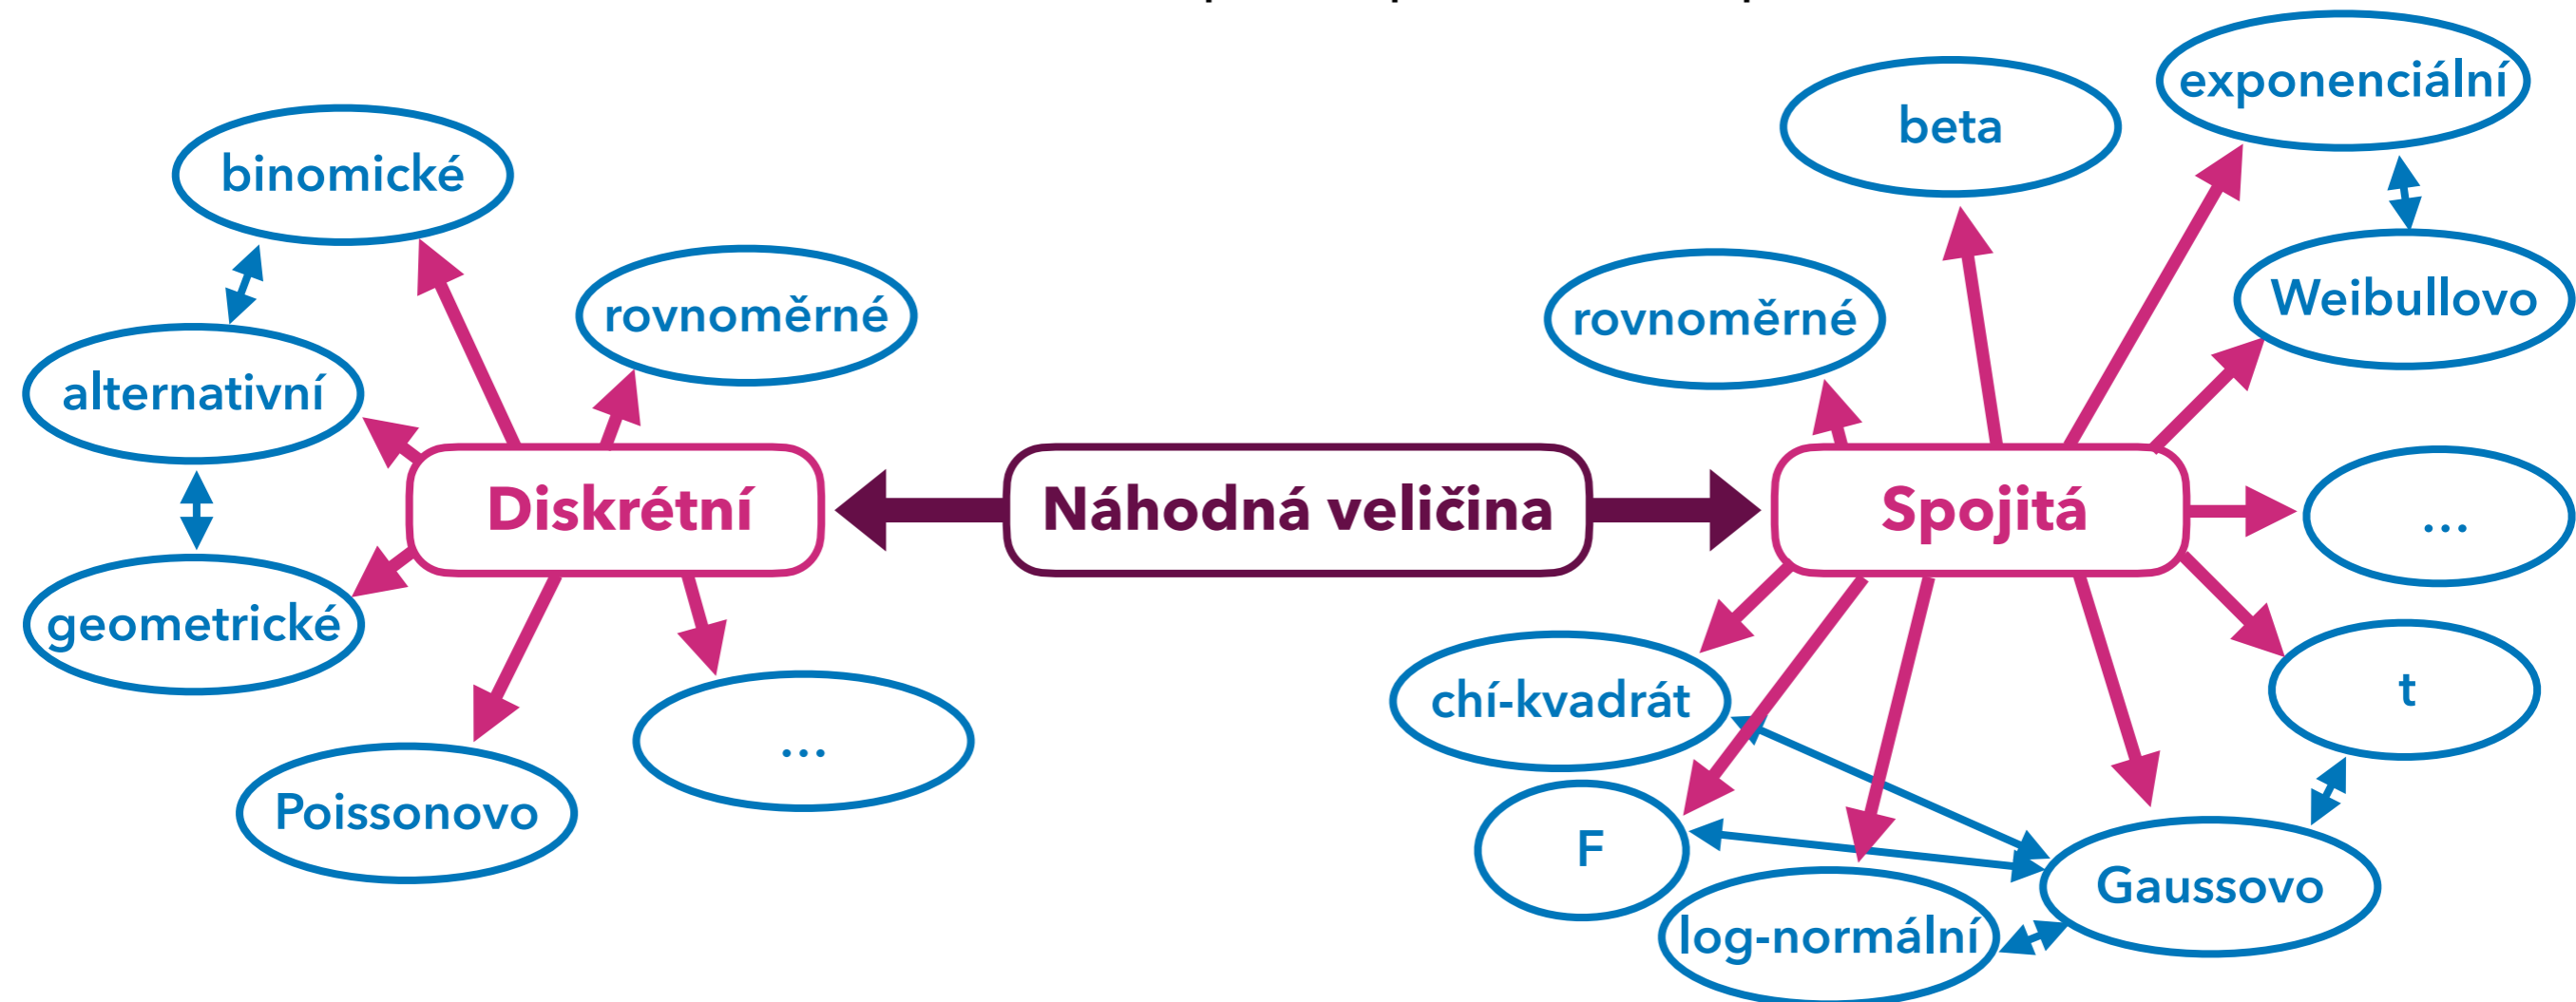 exponenciální
beta
binomické
Weibullovo
rovnoměrné
rovnoměrné
alternativní
Diskrétní
Náhodná veličina
Spojitá
...
geometrické
t
chí-kvadrát
...
Poissonovo
F
Gaussovo
log-normální